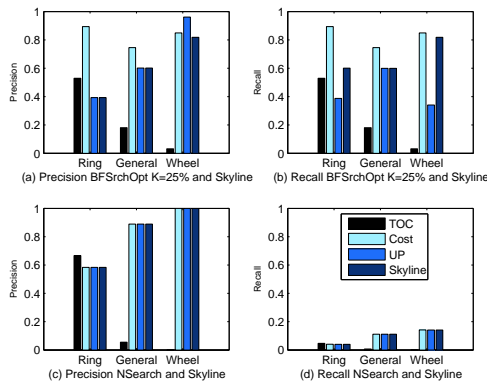 1
0.8
0.6
0.4
0.2
0
Precision
Ring General Wheel
(a) Precision BFSrchOpt K=25% and Skyline
1
0.8
0.6
0.4
0.2
0
Recall
Ring General Wheel
(b) Recall BFSrchOpt K=25% and Skyline
1
0.8
0.6
0.4
0.2
0
Precision
Ring General Wheel
(c) Precision NSearch and Skyline
1
0.8
0.6
0.4
0.2
0
Recall
TOC
Cost
UP
Skyline
Ring General Wheel
(d) Recall NSearch and Skyline